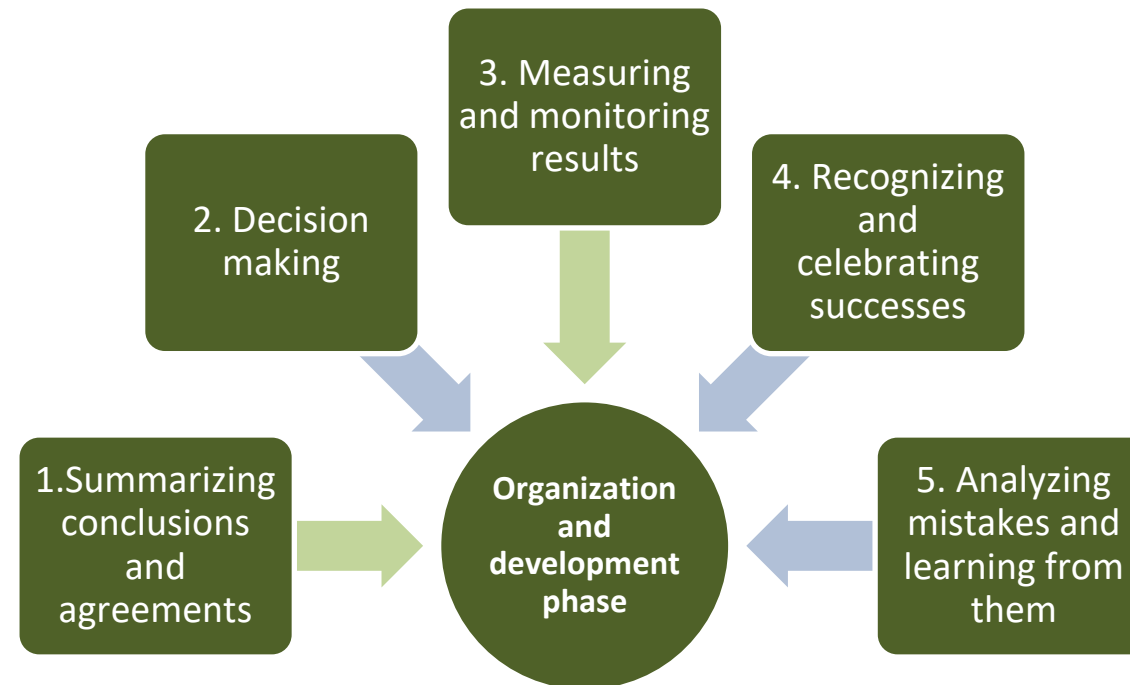 1.Summarizing
conclusions
and
agreements
2. Decision
making
3. Measuring
and monitoring
results
4. Recognizing
and
celebrating
successes
5. Analyzing
mistakes and
learning from
them
Organization
and
development
phase